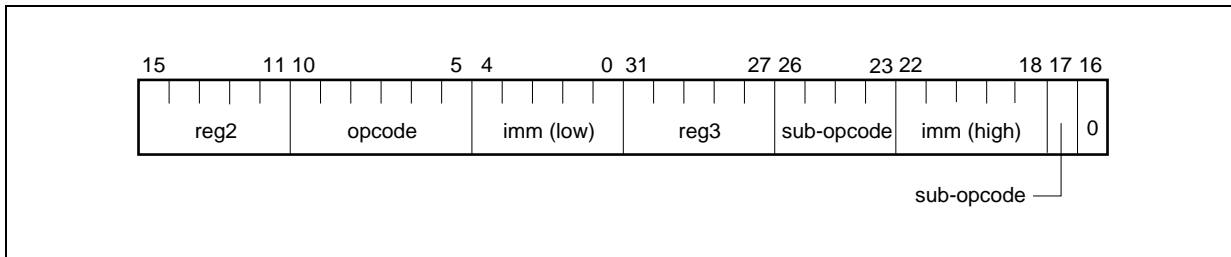 15 11 10 5 4 0 31 27 26 23 22 18 17 16
reg2 opcode imm (low) reg3 sub-opcode imm (high) 0
sub-opcode